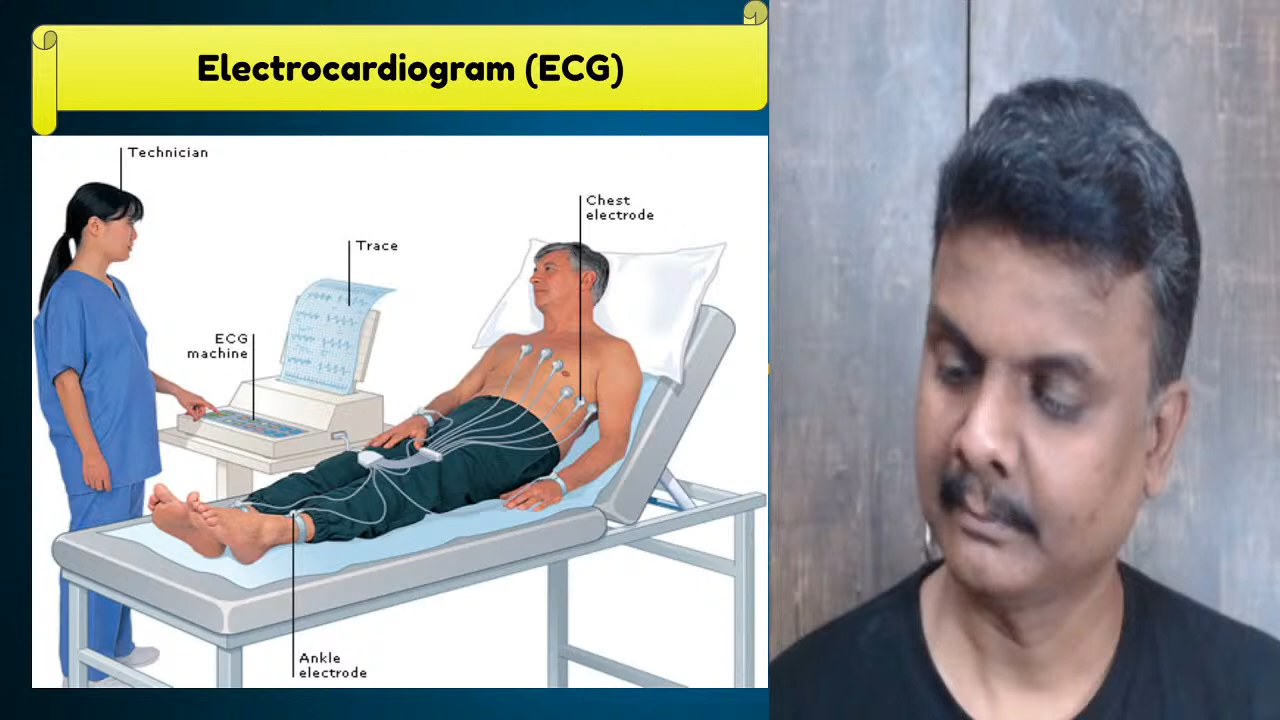 Electrocardiogram (ECG)
Technician
Chest
electrode
Trace
ECG
machine
Ankle
electrode